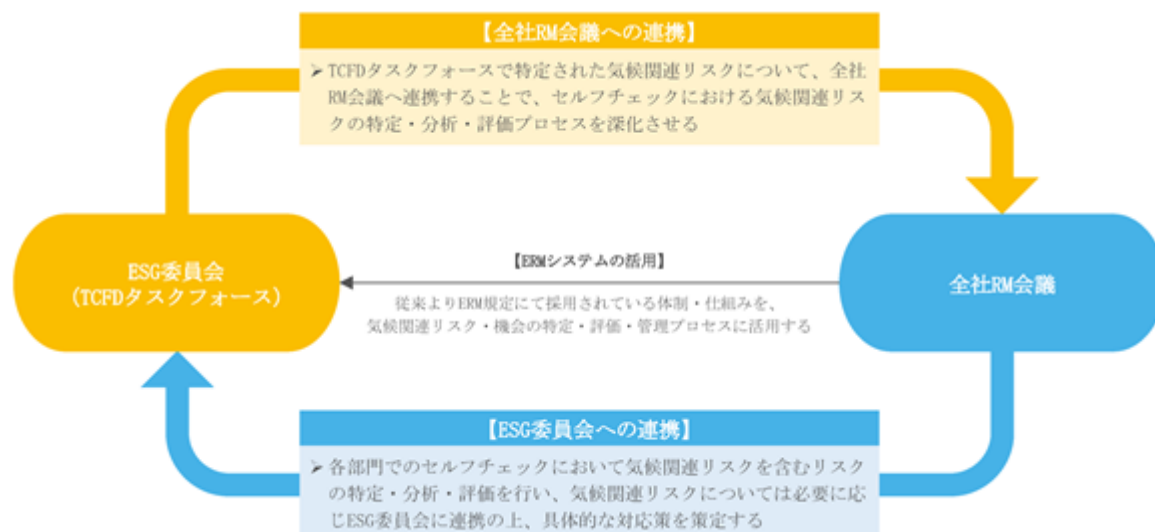 【全社RM会議への連携】
➤ TCFDタスクフォースで特定された気候関連リスクについて、全社
RM会議へ連携することで、セルフチェックにおける気候関連リス
クの特定・分析・評価プロセスを深化させる
ESG委員会
(TCFDタスクフォース)
【ERMシステムの活用】
従来よりERM規定にて採用されている体制・仕組みを、
気候関連リスク・機会の特定・評価・管理プロセスに活用する
全社RM会議
【ESG委員会への連携】
➤ 各部門でのセルフチェックにおいて気候関連リスクを含むリスク
の特定・分析・評価を行い、気候関連リスクについては必要に応
じESG委員会に連携の上、具体的な対応策を策定する